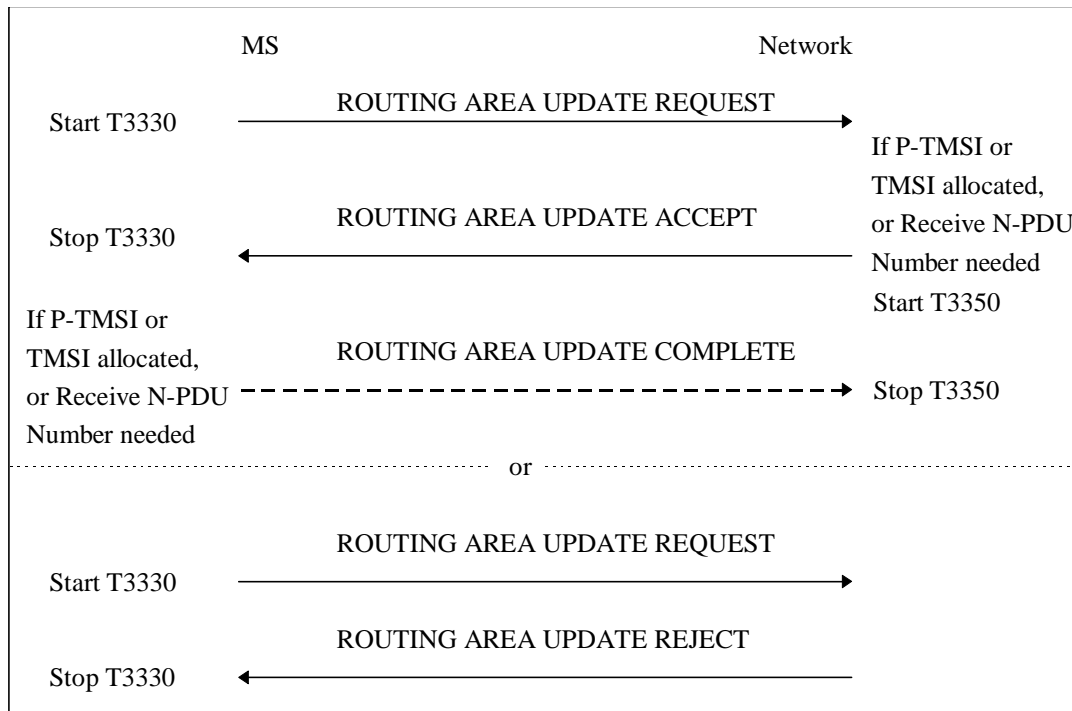 MS Network
ROUTING AREA UPDATE REQUEST
Start T3330
If P-TMSI or
TMSI allocated,
or Receive N-PDU
Number needed
Start T3350
ROUTING AREA UPDATE ACCEPT
Stop T3330
If P-TMSI or
TMSI allocated,
or Receive N-PDU
Number needed
ROUTING AREA UPDATE COMPLETE
Stop T3350
or
ROUTING AREA UPDATE REQUEST
Start T3330
ROUTING AREA UPDATE REJECT
Stop T3330